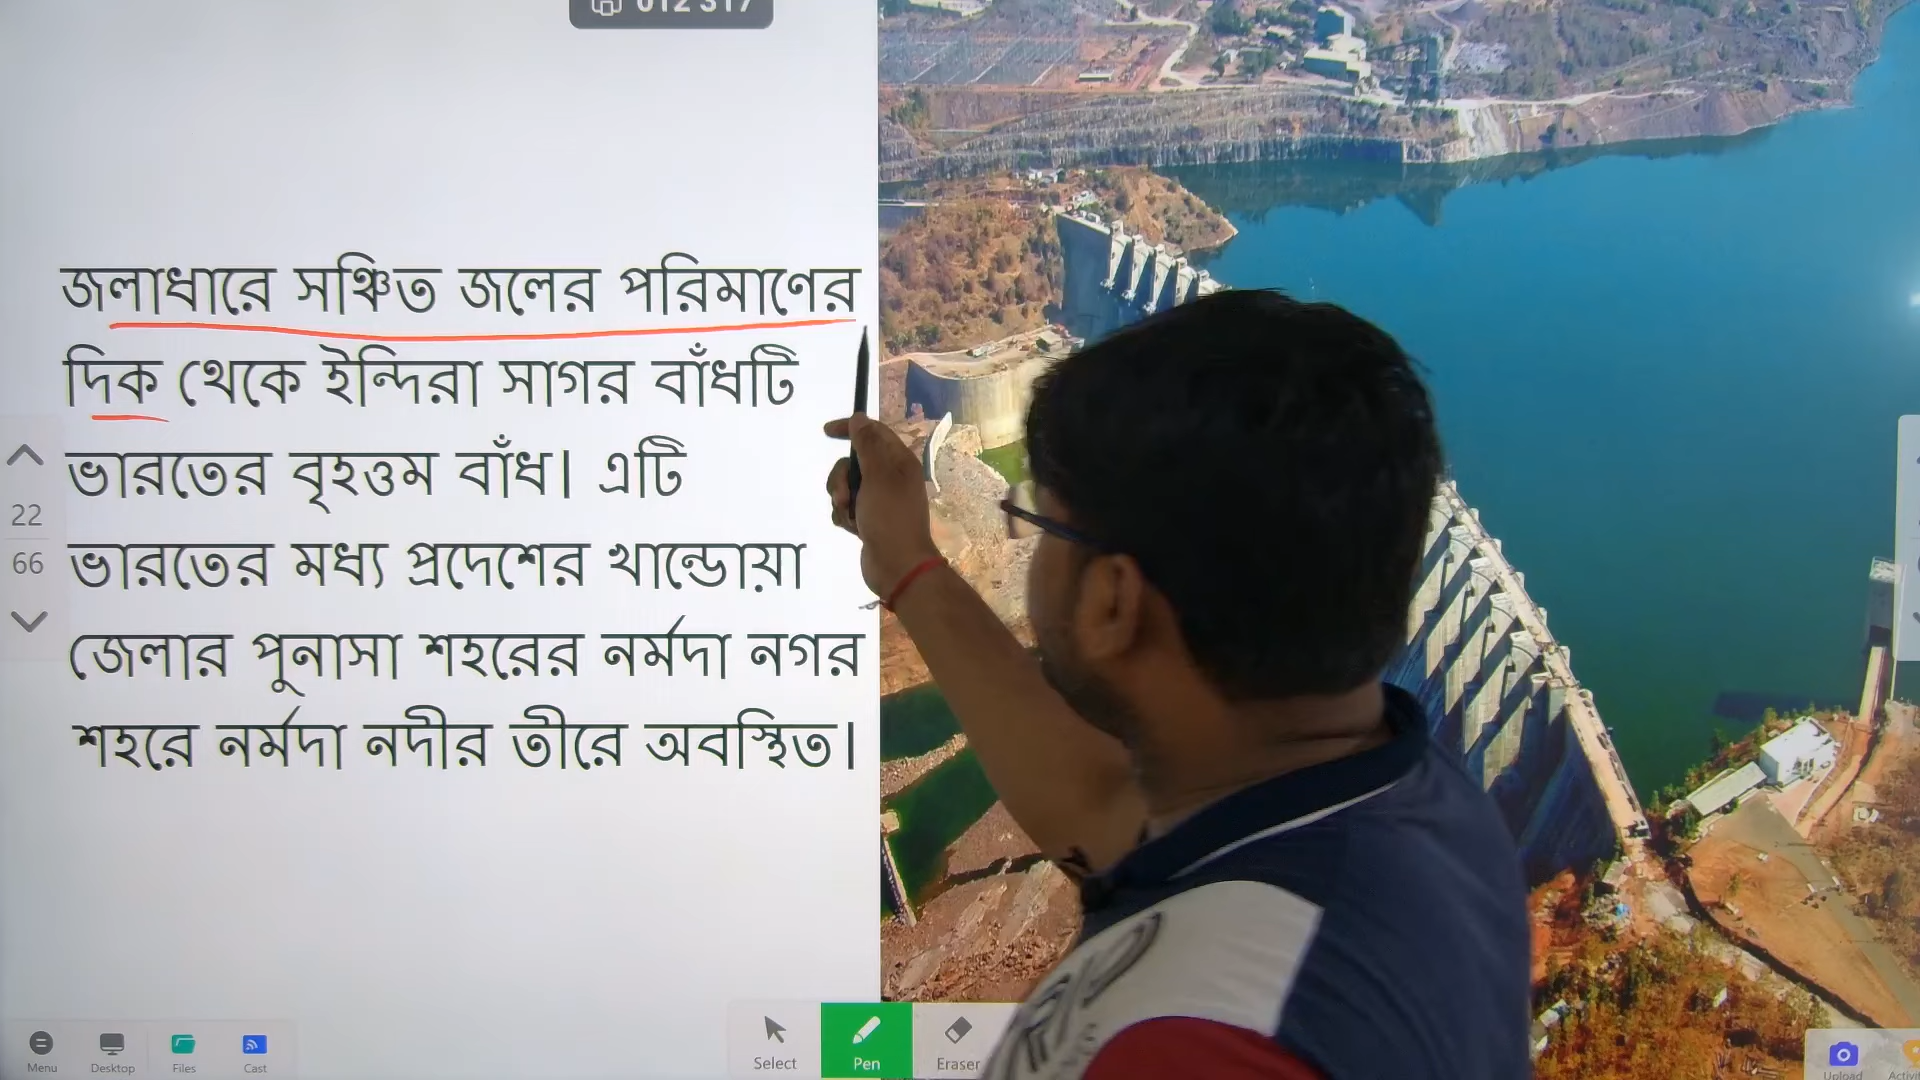 জলাধারে সঞ্চিত জলের পরিমাণের
দিক থেকে ইন্দিরা সাগর বাঁধটি
ভারতের বৃহত্তম বাঁধ। এটি
ভারতের মধ্য প্রদেশের খান্ডোয়া
জেলার পুনাসা শহরের নর্মদা নগর
শহরে নর্মদা নদীর তীরে অবস্থিত।
22
66
Menu
Desktop
Files
Cast
Select
Pen
Eraser
Upload